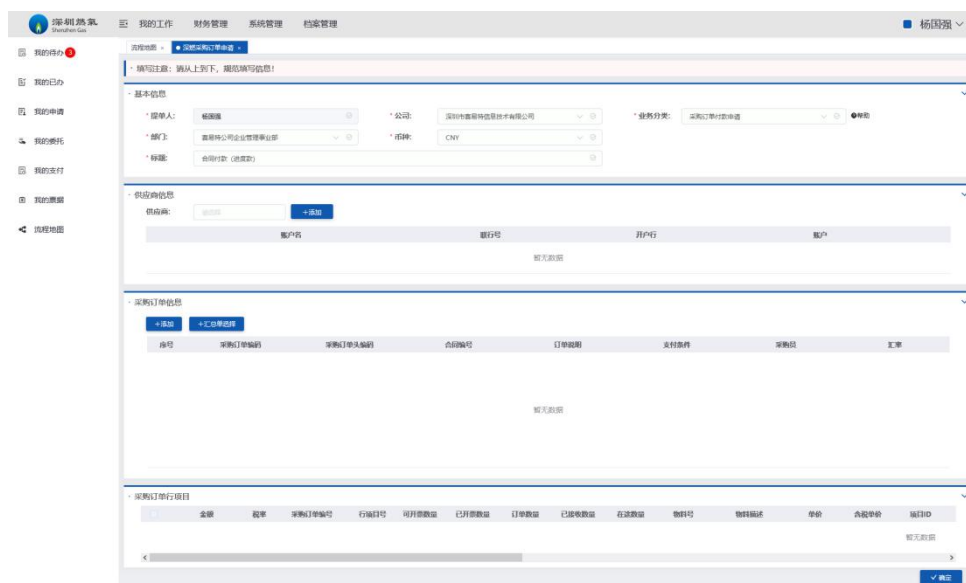 深圳燃气
Shenzhen Gas
我的工作 财务管理 系统管理 档案管理
杨国强
我的待办 3
我的已办
我的申请
我的委托
我的支付
我的票据
流程地图
流程地图 × 深燃采购订单申请 ×
· 填写注意: 请从上到下, 规范填写信息!
· 基本信息
* 提单人: 杨国强
* 公司: 深圳市赛易特信息技术有限公司
* 业务分类: 采购订单付款申请
帮助
* 部门: 赛易特公司企业管理事业部
* 币种: CNY
* 标题: 合同付款 (进度款)
· 供应商信息
供应商: 请选择 +添加
账户名 联行号 开户行 账户
暂无数据
· 采购订单信息
+添加 +汇总单选择
序号 采购订单编码 采购订单头编码 合同编号 订单说明 支付条件 采购员 汇率
暂无数据
· 采购订单行项目
金额 税率 采购订单编号 行项目号 可开票数量 已开票数量 订单数量 已接收数量 在途数量 物料号 物料描述 单价 含税单价 项目ID
暂无数据
✓ 确定